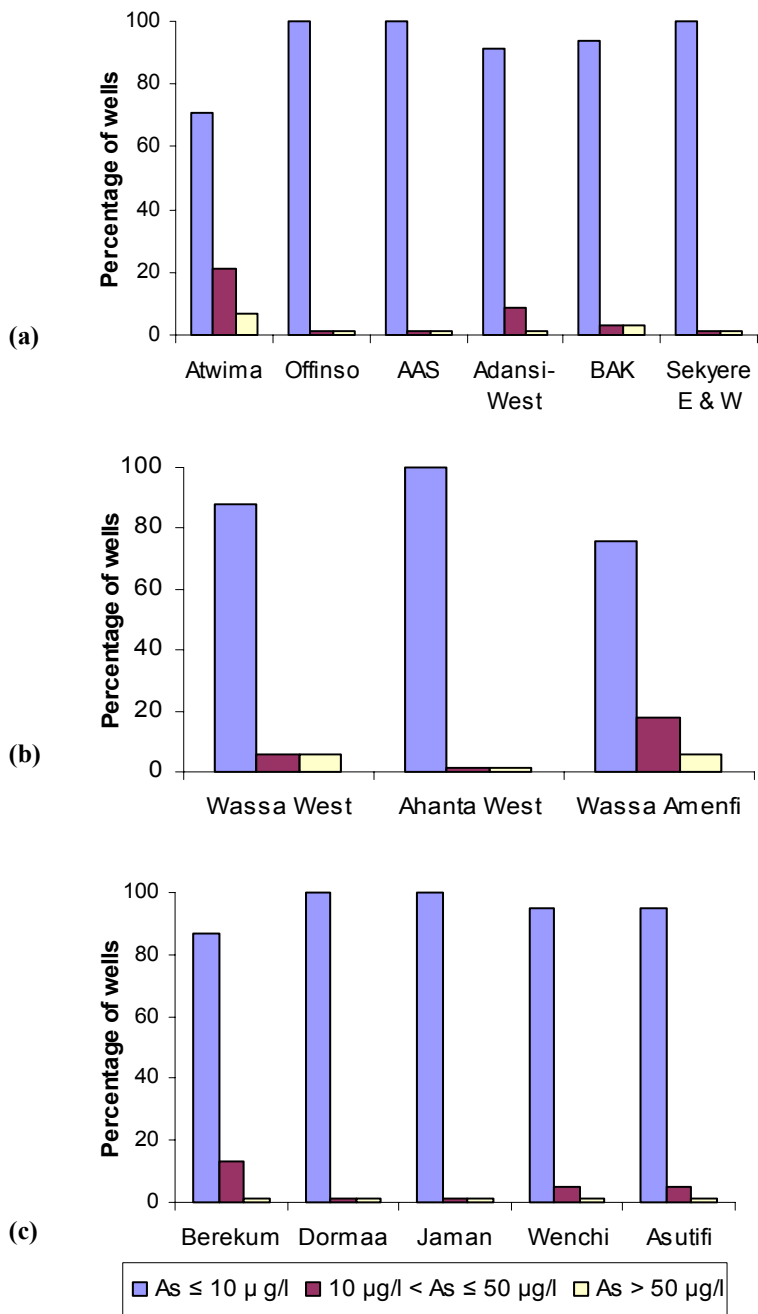 100
80
60
40
20
0
Percentage of wells
(a)
Atwima Offinso AAS Adansi- BAK Sekyere
West E & W
100
80
60
40
20
0
Percentage of wells
(b)
Wassa West Ahanta West Wassa Amenfi
100
80
60
40
20
0
Percentage of wells
(c)
Berekum Dormaa Jaman Wenchi Asutifi
As ≤ 10 µ g/l 10 µg/l < As ≤ 50 µg/l As > 50 µg/l